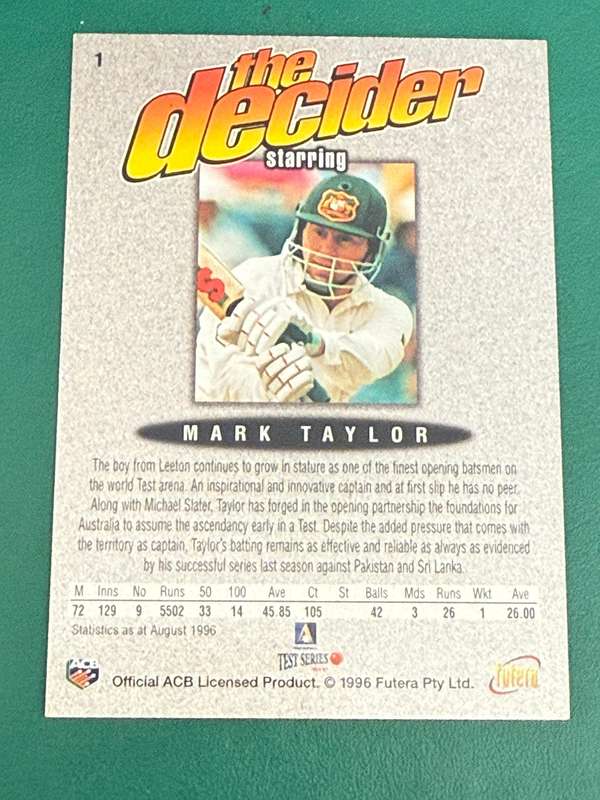 1
the
decider
starring
MARK TAYLOR
The boy from Leeton continues to grow in stature as one of the finest opening batsmen on
the world Test arena. An inspirational and innovative captain and at first slip he has no peer.
Along with Michael Slater, Taylor has forged in the opening partnership the foundations for
Australia to assume the ascendancy early in a Test. Despite the added pressure that comes with
the territory as captain, Taylor's batting remains as effective and reliable as always as evidenced
by his successful series last season against Pakistan and Sri Lanka.
M Inns No Runs 50 100 Ave Ct St Balls Mds Runs Wkt Ave
72 129 9 5502 33 14 45.85 105 42 3 26 1 26.00
Statistics as at August 1996
TEST SERIES
ACB
Official ACB Licensed Product. © 1996 Futera Pty Ltd.
futera